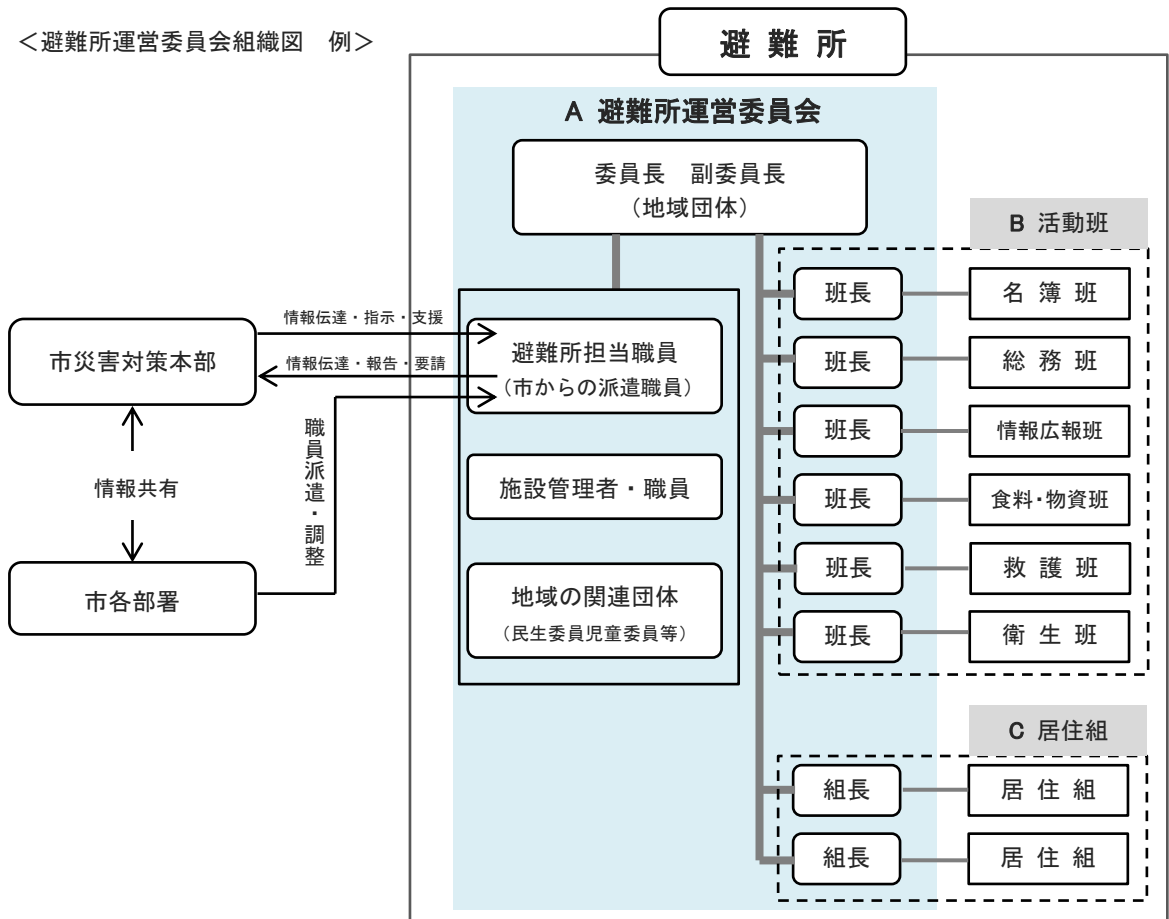 <避難所運営委員会組織図 例>
避難所
A 避難所運営委員会
委員長 副委員長
(地域団体)
B 活動班
班長
名簿班
班長
総務班
班長
情報広報班
班長
食料・物資班
班長
救護班
班長
衛生班
市災害対策本部
情報伝達・指示・支援
情報伝達・報告・要請
避難所担当職員
(市からの派遣職員)
職員派遣・調整
情報共有
施設管理者・職員
市各部署
地域の関連団体
(民生委員児童委員等)
C 居住組
組長
居住組
組長
居住組